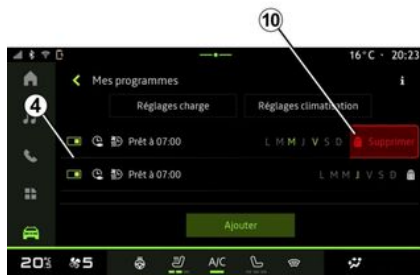 10
16°C · 20:23
Mes programmes
i
Réglages charge Réglages climatisation
4
Prêt à 07:00 L M M J V S D Supprimer
Prêt à 07:00 L M M J V S D
Ajouter
20.5 5 A/C